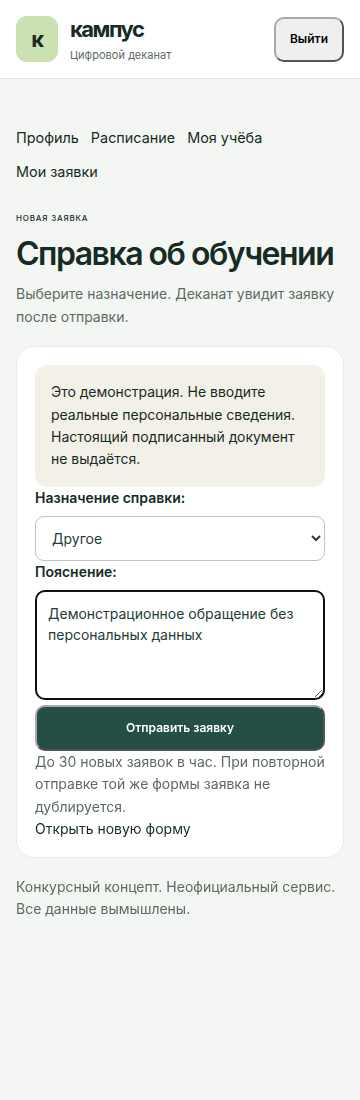 к
кампус
Цифровой деканат
Выйти
Профиль Расписание Моя учёба
Мои заявки
НОВАЯ ЗАЯВКА
Справка об обучении
Выберите назначение. Деканат увидит заявку
после отправки.
Это демонстрация. Не вводите
реальные персональные сведения.
Настоящий подписанный документ
не выдаётся.
Назначение справки:
Другое
Пояснение:
Демонстрационное обращение без
персональных данных
Отправить заявку
До 30 новых заявок в час. При повторной
отправке той же формы заявка не
дублируется.
Открыть новую форму
Конкурсный концепт. Неофициальный сервис.
Все данные вымышлены.